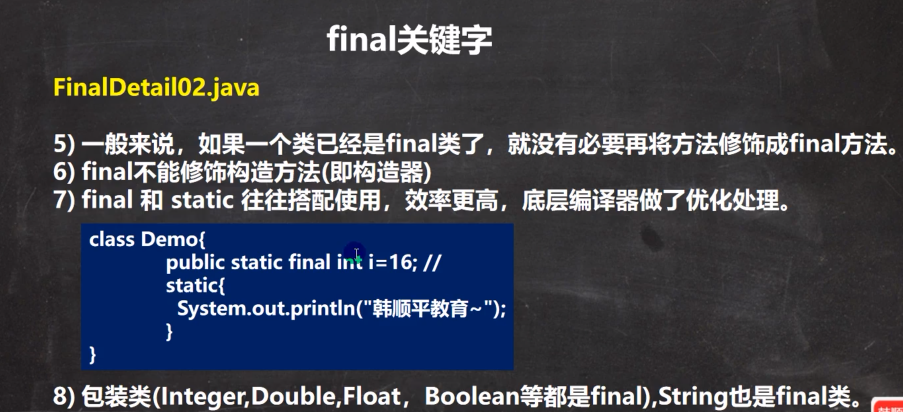 final关键字
FinalDetail02.java
5) 一般来说，如果一个类已经是final类了，就没有必要再将方法修饰成final方法。
6) final不能修饰构造方法(即构造器)
7) final 和 static 往往搭配使用，效率更高，底层编译器做了优化处理。
class Demo{
public static final int i=16; //
static{
System.out.println("韩顺平教育~");
}
}
8) 包装类(Integer,Double,Float，Boolean等都是final),String也是final类。